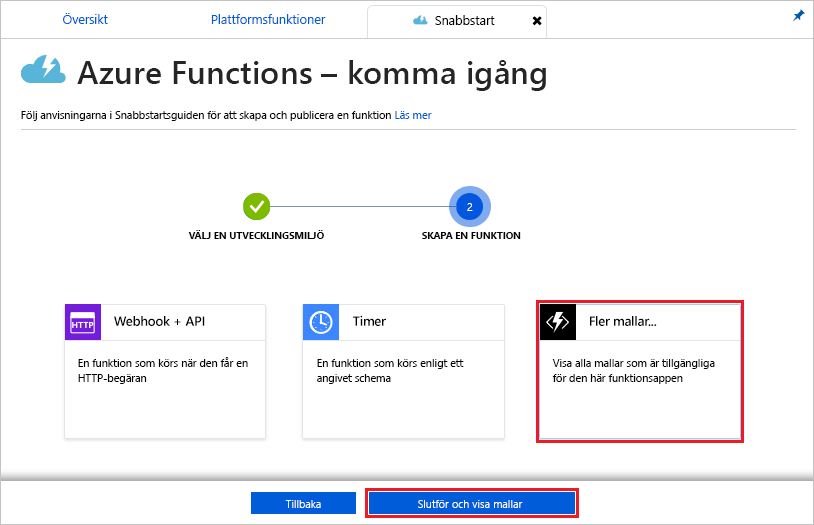 Översikt
Plattformsfunktioner
Snabbstart
Azure Functions – komma igång
Följ anvisningarna i Snabbstartsguiden för att skapa och publicera en funktion Läs mer
2
VÄLJ EN UTVECKLINGSMILJÖ
SKAPA EN FUNKTION
HTTP
Webhook + API
En funktion som körs när den får en
HTTP-begäran
Timer
En funktion som körs enligt ett
angivet schema
Fler mallar...
Visa alla mallar som är tillgängliga
för den här funktionsappen
Tillbaka
Slutför och visa mallar